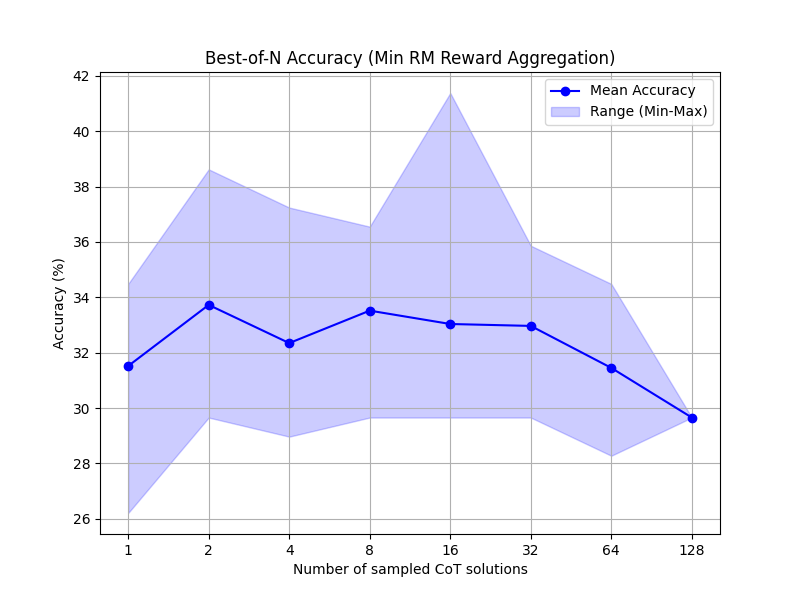 Best-of-N Accuracy (Min RM Reward Aggregation)
Mean Accuracy
Range (Min-Max)
Accuracy (%)
42
40
38
36
34
32
30
28
26
1 2 4 8 16 32 64 128
Number of sampled CoT solutions